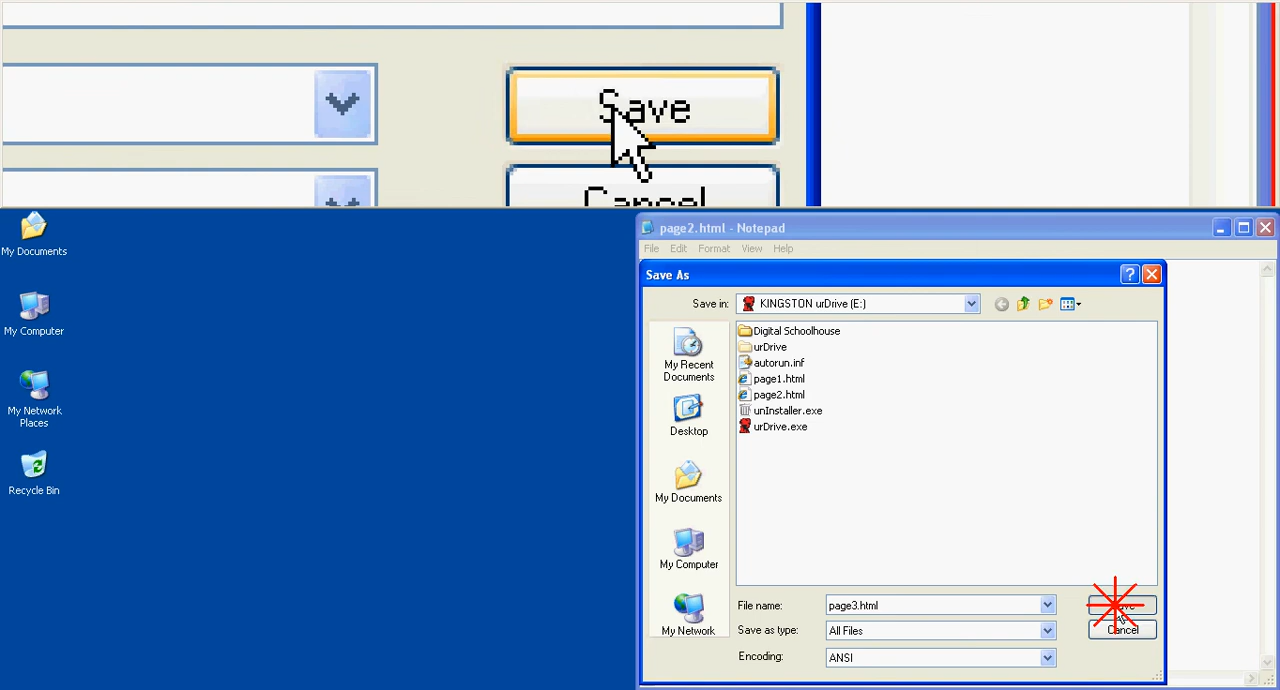 Save
Cancel
My Documents
My Computer
My Network
Places
Recycle Bin
page2.html - Notepad
File Edit Format View Help
Save As
Save in: KINGSTON urDrive (E:)
My Recent
Documents
Desktop
My Documents
My Computer
My Network
Digital Schoolhouse
urDrive
autorun.inf
page1.html
page2.html
unInstaller.exe
urDrive.exe
File name: page3.html
Save as type: All Files
Cancel
Encoding: ANSI